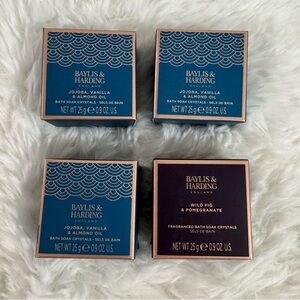 BAYLIS &
HARDING
ENGLAND
JOJOBA, VANILLA
& ALMOND OIL
BATH SOAK CRYSTALS • SELS DE BAIN
NET WT 25 g ℮ 0.9 OZ. U.S.
BAYLIS &
HARDING
ENGLAND
JOJOBA, VANILLA
& ALMOND OIL
BATH SOAK CRYSTALS • SELS DE BAIN
NET WT 25 g ℮ 0.9 OZ. U.S.
BAYLIS &
HARDING
ENGLAND
JOJOBA, VANILLA
& ALMOND OIL
BATH SOAK CRYSTALS • SELS DE BAIN
NET WT 25 g ℮ 0.9 OZ. U.S.
BAYLIS &
HARDING
ENGLAND
WILD FIG
& POMEGRANATE
FRAGRANCED BATH SOAK CRYSTALS
SELS DE BAIN
NET WT 25 g ℮ 0.9 OZ. U.S.